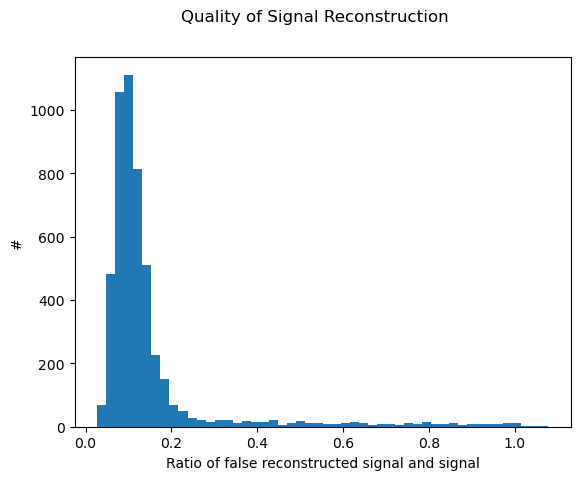 Quality of Signal Reconstruction
#
1000
800
600
400
200
0
0.0 0.2 0.4 0.6 0.8 1.0
Ratio of false reconstructed signal and signal